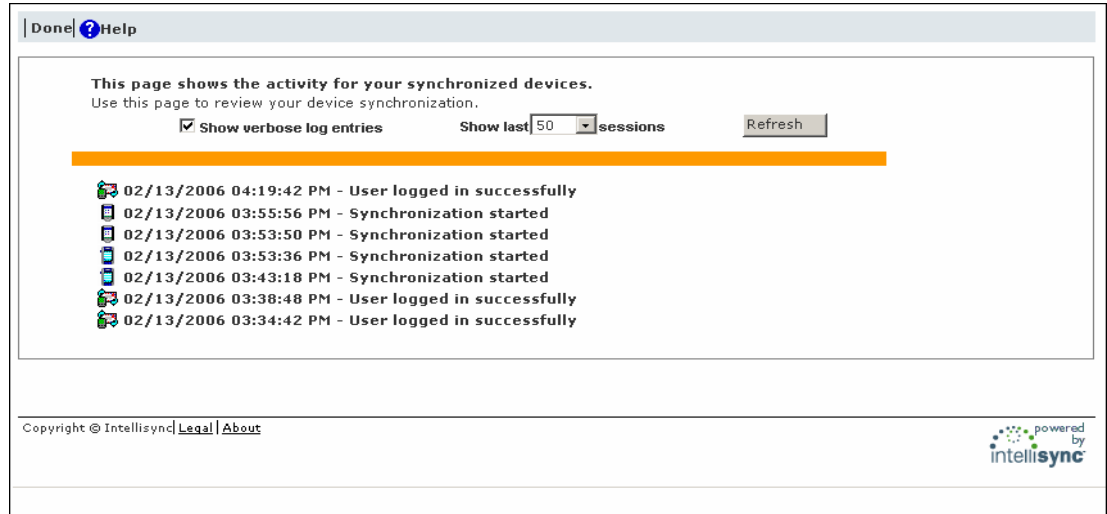 Done ?Help
This page shows the activity for your synchronized devices.
Use this page to review your device synchronization.
Show verbose log entries Show last 50 sessions Refresh
02/13/2006 04:19:42 PM - User logged in successfully
02/13/2006 03:55:56 PM - Synchronization started
02/13/2006 03:53:50 PM - Synchronization started
02/13/2006 03:53:36 PM - Synchronization started
02/13/2006 03:43:18 PM - Synchronization started
02/13/2006 03:38:48 PM - User logged in successfully
02/13/2006 03:34:42 PM - User logged in successfully
Copyright © Intellisync| Legal | About
powered
by
intellisync